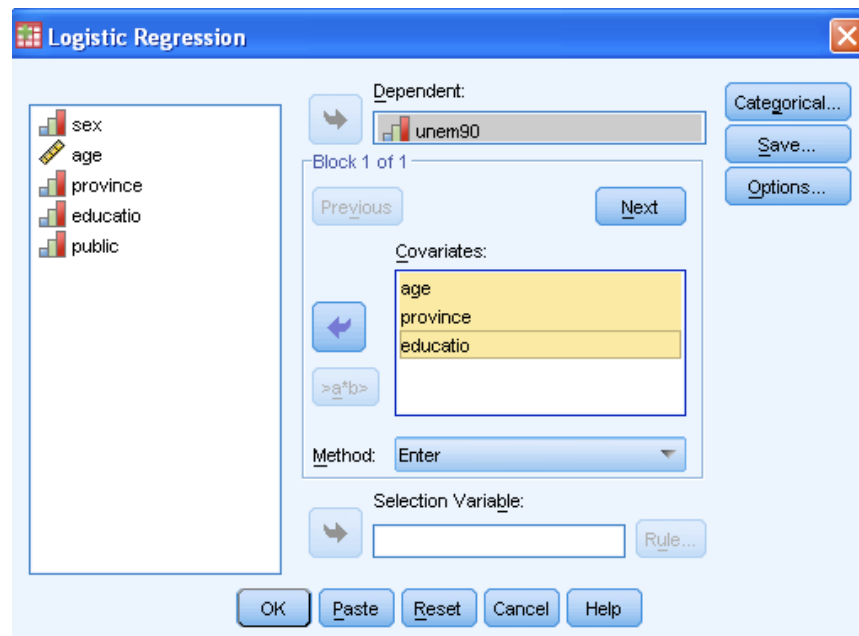 Logistic Regression
sex
age
province
educatio
public
Dependent:
unem90
Block 1 of 1
Previous
Next
Covariates:
age
province
educatio
>a*b>
Method:
Enter
Selection Variable:
Rule...
Categorical...
Save...
Options...
OK
Paste
Reset
Cancel
Help